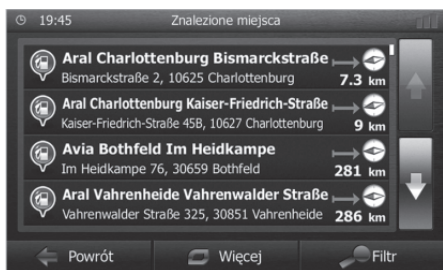 19:45 Znalezione miejsca
Aral Charlottenburg Bismarckstraße
Bismarckstraße 2, 10625 Charlottenburg 7.3 km
Aral Charlottenburg Kaiser-Friedrich-Straße
Kaiser-Friedrich-Straße 45B, 10627 Charlottenburg 9 km
Avia Bothfeld Im Heidkampe
Im Heidkampe 76, 30659 Bothfeld 281 km
Aral Vahrenheide Vahrenwalder Straße
Vahrenwalder Straße 325, 30851 Vahrenheide 286 km
Powrót Więcej Filtr